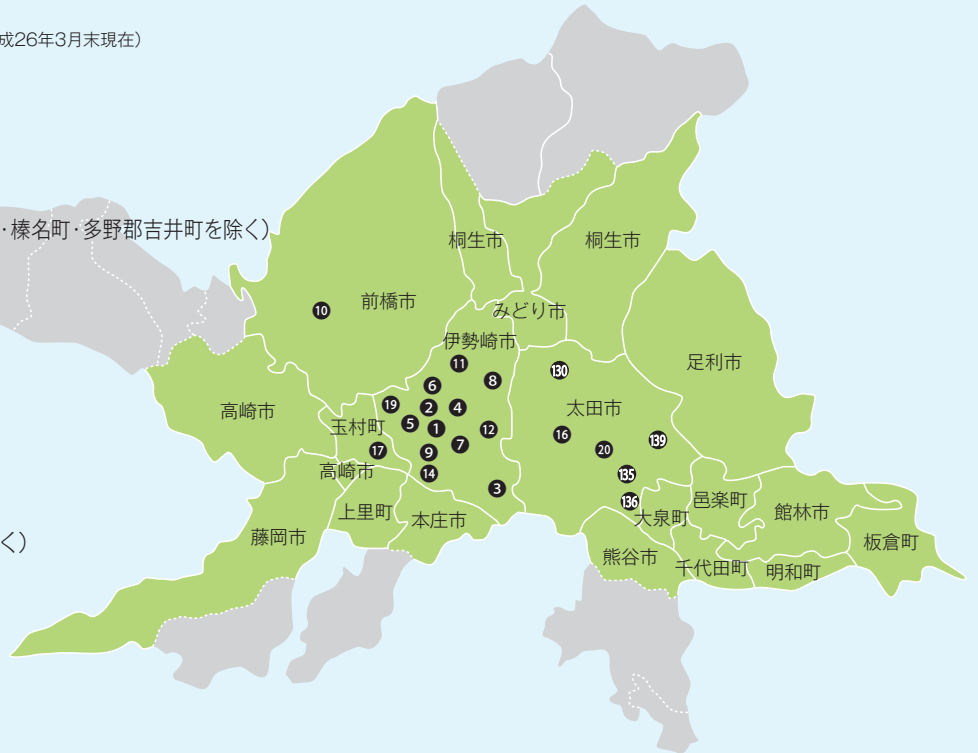 成26年3月末現在)
・榛名町・多野郡吉井町を除く)
桐生市
桐生市
前橋市
10
みどり市
伊勢崎市
11
130
足利市
8
6
高崎市
19
2
4
太田市
玉村町
5
1
12
16
139
17
9
7
20
高崎市
14
135
3
136
邑楽町
上里町
本庄市
大泉町
館林市
藤岡市
く)
板倉町
熊谷市
千代田町
明和町